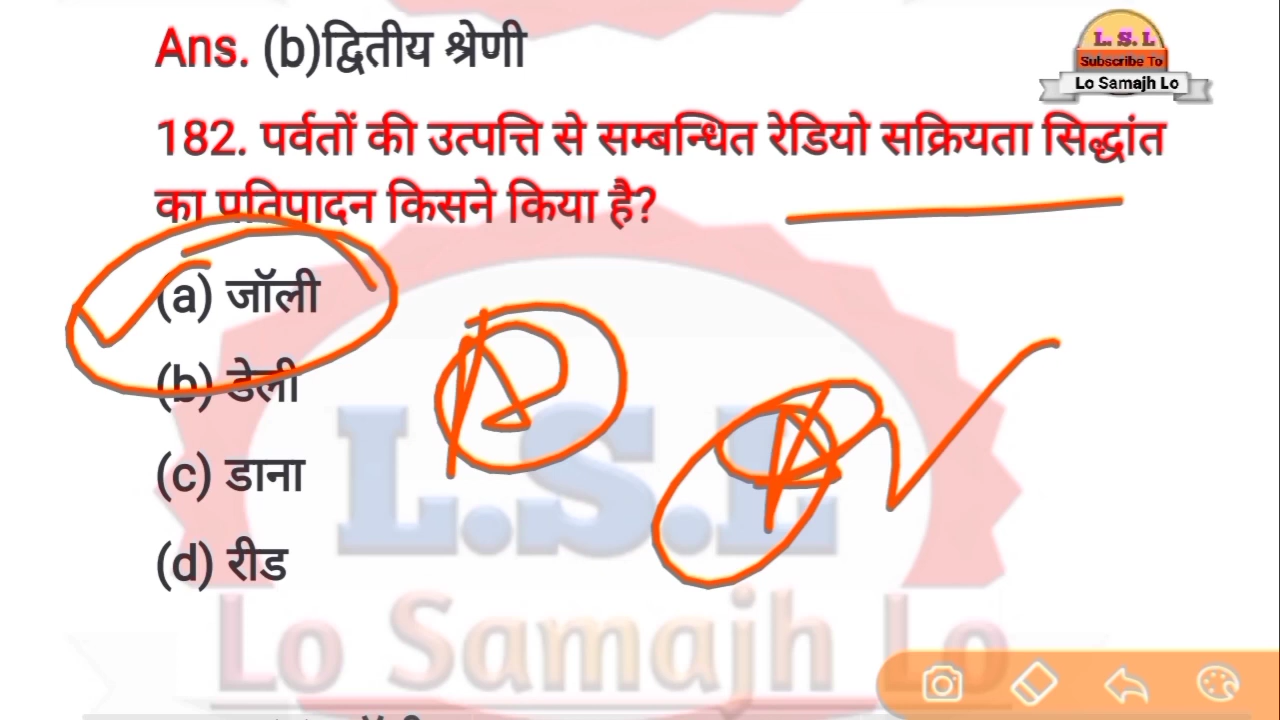 Ans. (b)द्वितीय श्रेणी
L. S. L
Subscribe To
Lo Samajh Lo
182. पर्वतों की उत्पत्ति से सम्बन्धित रेडियो सक्रियता सिद्धांत
का प्रतिपादन किसने किया है?
(a) जॉली
(b) डेली
(c) डाना
(d) रीड
L.S.L
Lo Samajh Lo